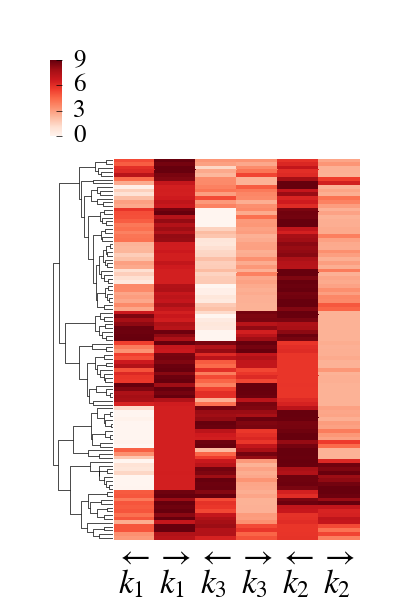 9
6
3
0
← → ← → ← →
k₁ k₁ k₃ k₃ k₂ k₂